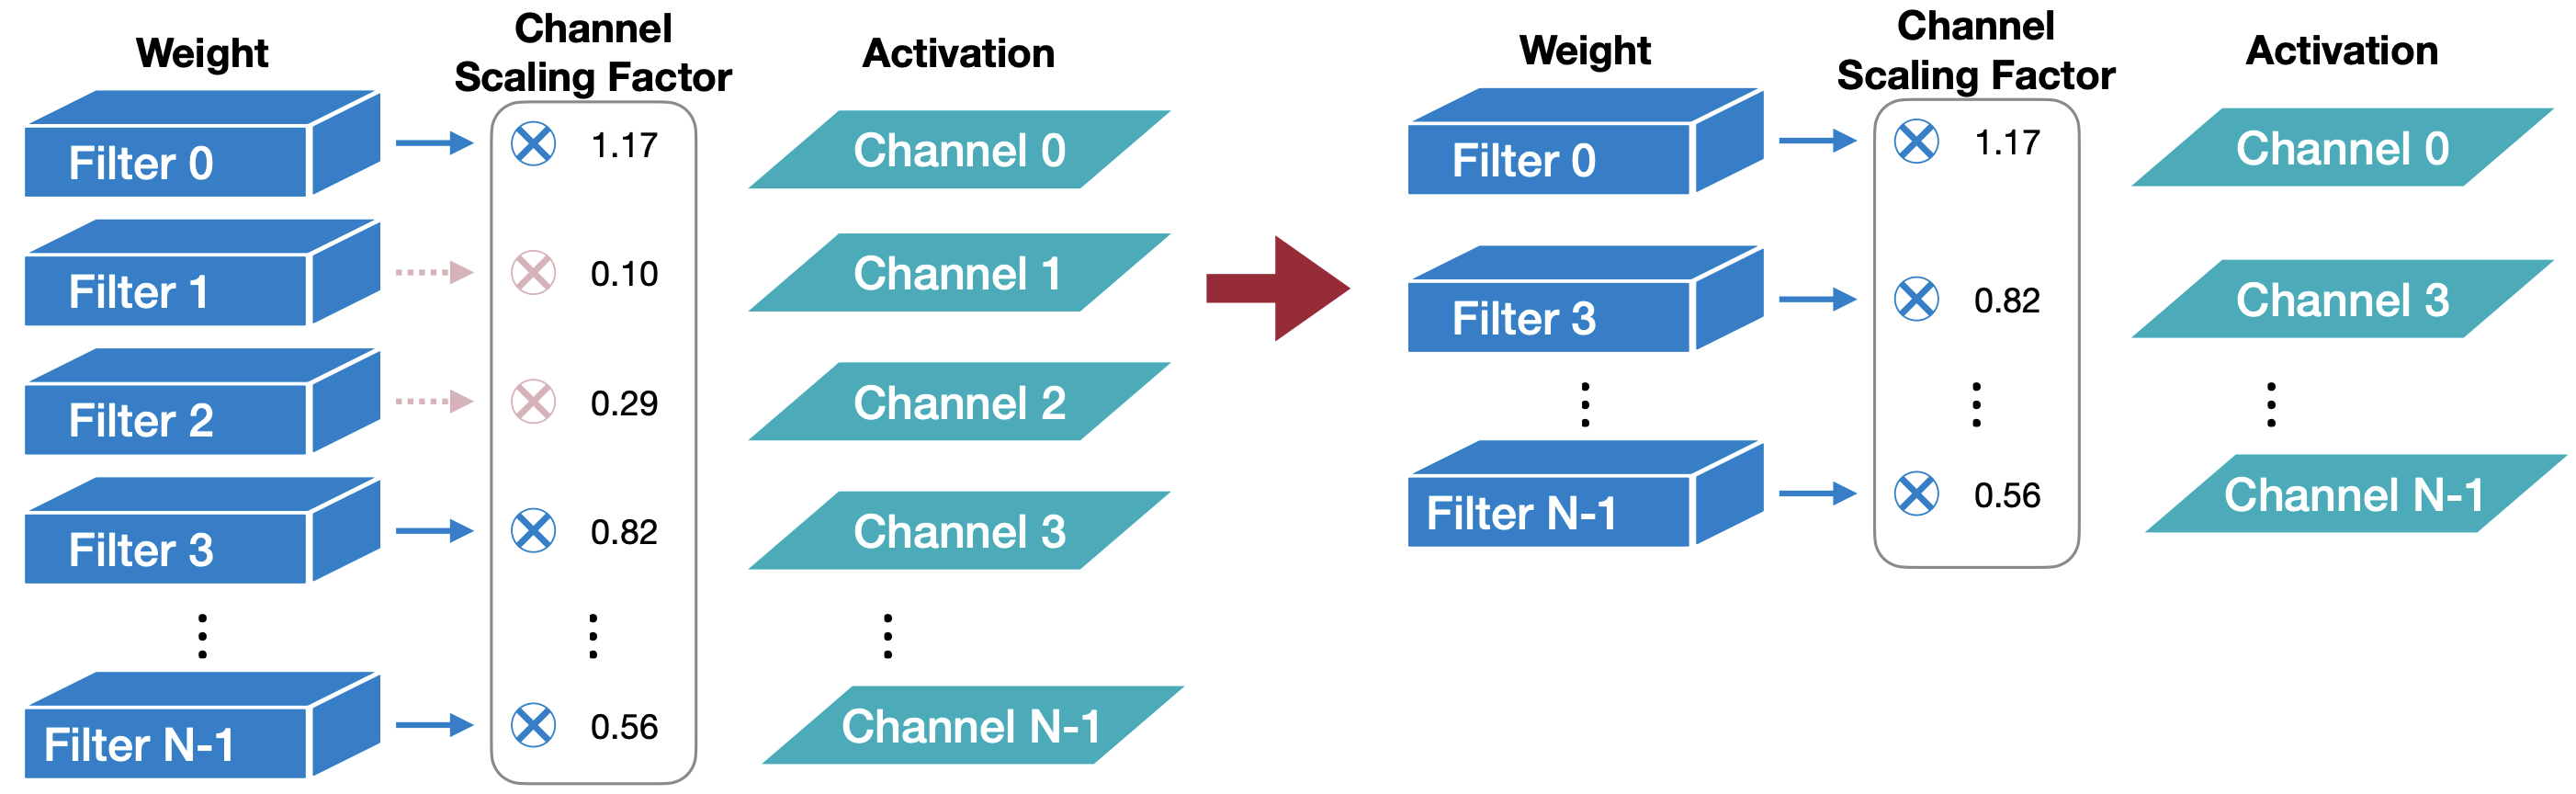 Weight
Channel
Scaling Factor
Activation
Filter 0
1.17
Channel 0
Filter 1
0.10
Channel 1
Filter 2
0.29
Channel 2
Filter 3
0.82
Channel 3
Filter N-1
0.56
Channel N-1
Weight
Channel
Scaling Factor
Activation
Filter 0
1.17
Channel 0
Filter 3
0.82
Channel 3
Filter N-1
0.56
Channel N-1